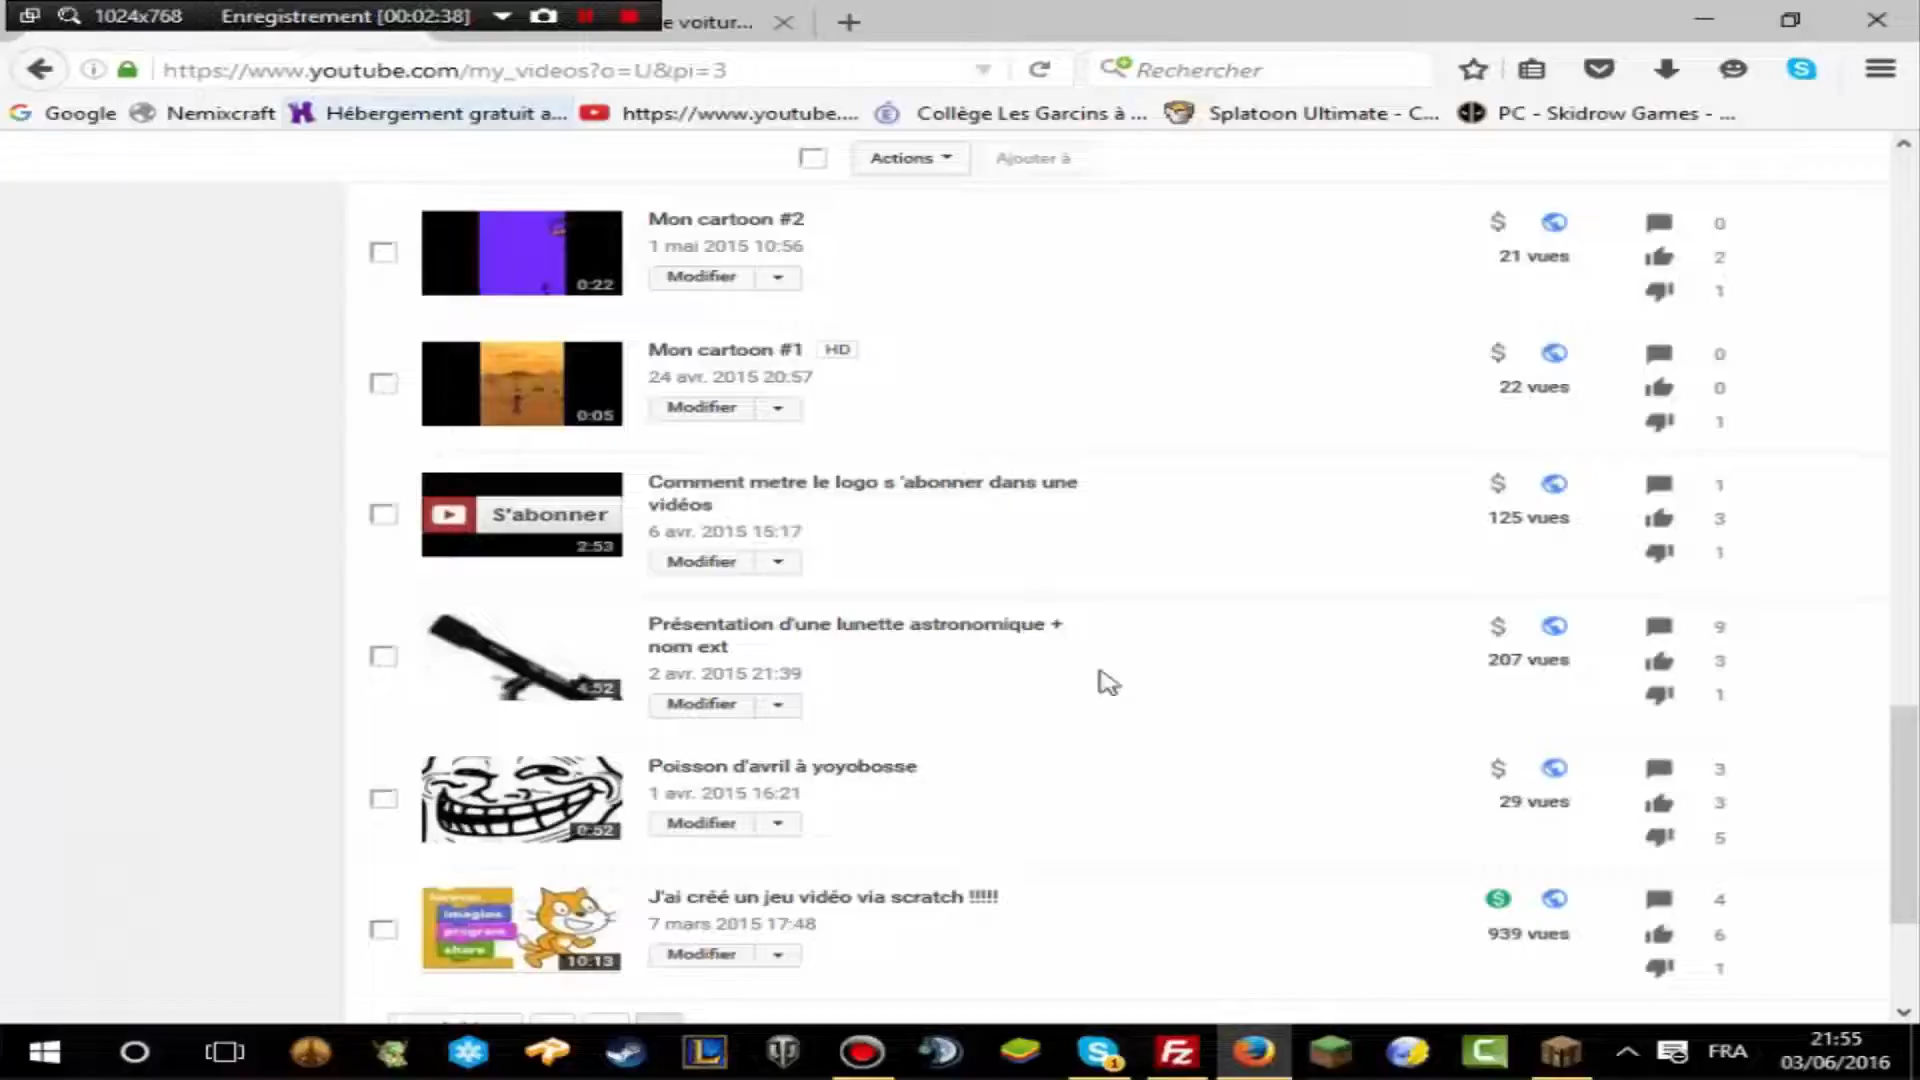 1024x768 Enregistrement [00:02:38]
e voitur...
https://www.youtube.com/my_videos?o=U&pi=3
Rechercher
Google Nemixcraft Hébergement gratuit a... https://www.youtube.... Collège Les Garcins à ... Splatoon Ultimate - C... PC - Skidrow Games - ...
Actions Ajouter à
Mon cartoon #2
1 mai 2015 10:56
Modifier
0:22
21 vues
0
2
1
Mon cartoon #1 HD
24 avr. 2015 20:57
Modifier
0:05
22 vues
0
0
1
Comment metre le logo s 'abonner dans une
vidéos
6 avr. 2015 15:17
Modifier
S'abonner
2:53
125 vues
1
3
1
Présentation d'une lunette astronomique +
nom ext
2 avr. 2015 21:39
Modifier
4:52
207 vues
9
3
1
Poisson d'avril à yoyobosse
1 avr. 2015 16:21
Modifier
0:52
29 vues
3
3
5
J'ai créé un jeu vidéo via scratch !!!!!
7 mars 2015 17:48
Modifier
imagine
program
share
10:13
939 vues
4
6
1
FRA
21:55
03/06/2016